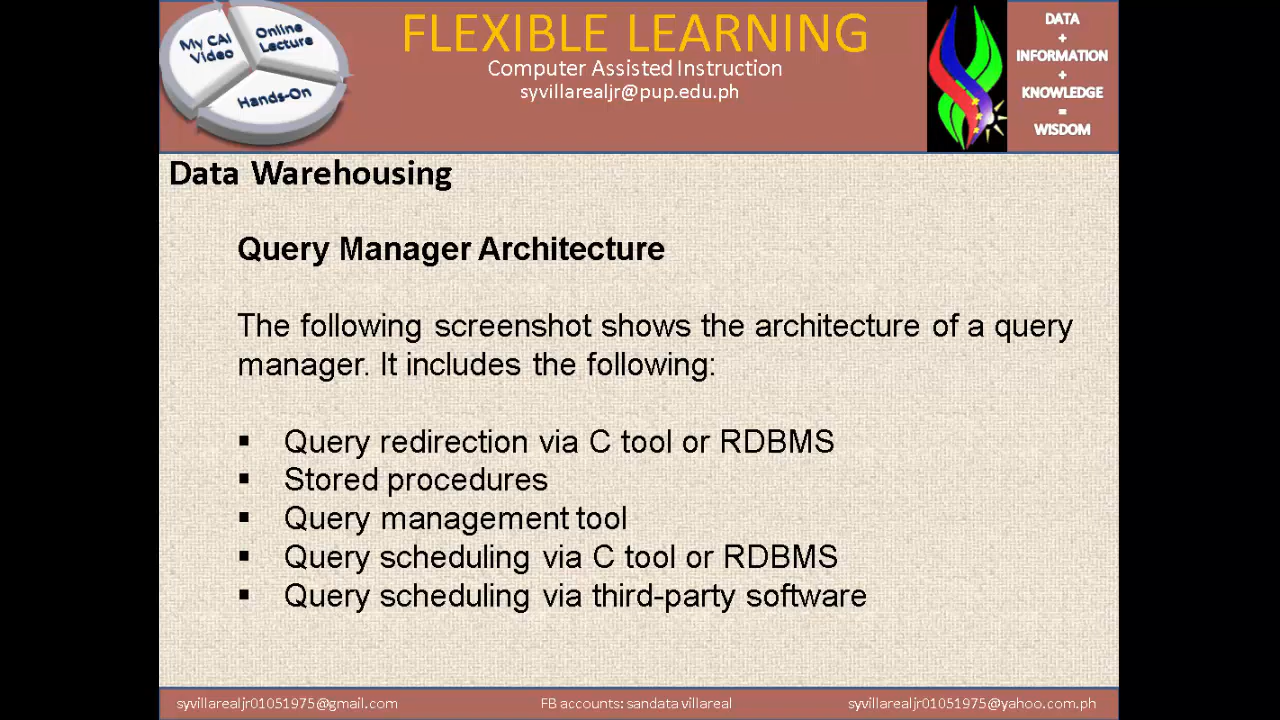 My CAI
Video
Online
Lecture
Hands-On
FLEXIBLE LEARNING
Computer Assisted Instruction
syvillarealjr@pup.edu.ph
DATA
+
INFORMATION
+
KNOWLEDGE
=
WISDOM
Data Warehousing
Query Manager Architecture
The following screenshot shows the architecture of a query
manager. It includes the following:
▪ Query redirection via C tool or RDBMS
▪ Stored procedures
▪ Query management tool
▪ Query scheduling via C tool or RDBMS
▪ Query scheduling via third-party software
syvillarealjr01051975@gmail.com
FB accounts: sandata villareal
syvillarealjr01051975@yahoo.com.ph